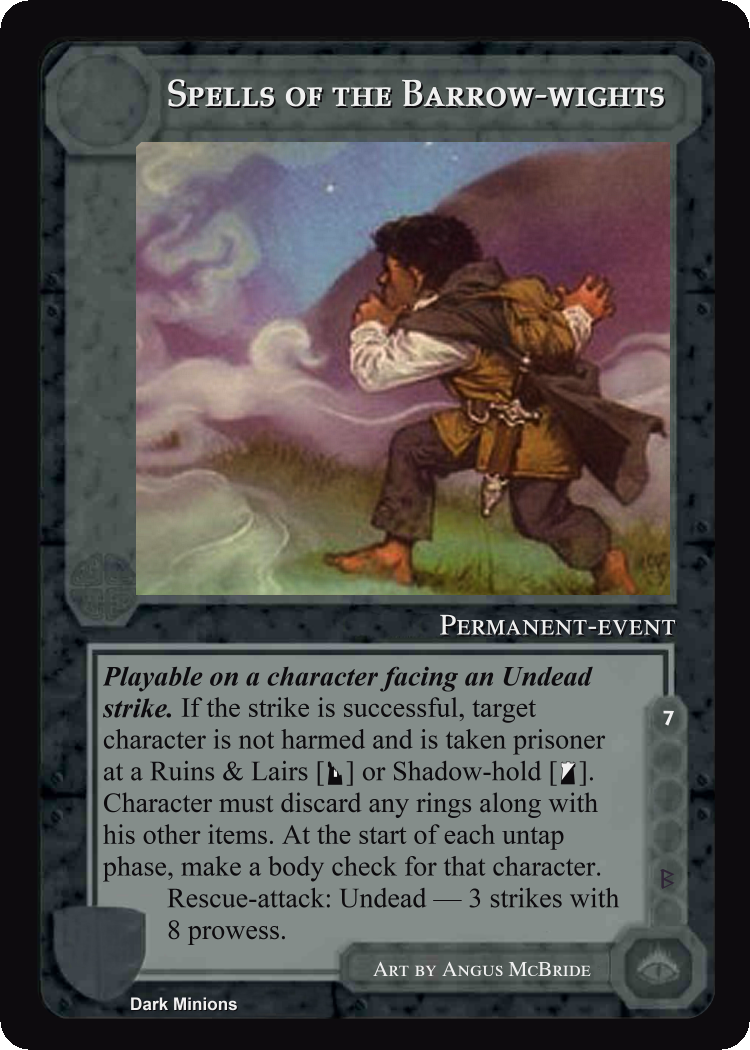 Spells of the Barrow-wights
Permanent-event
Playable on a character facing an Undead
strike. If the strike is successful, target
character is not harmed and is taken prisoner
at a Ruins & Lairs [] or Shadow-hold [].
Character must discard any rings along with
his other items. At the start of each untap
phase, make a body check for that character.
Rescue-attack: Undead — 3 strikes with
8 prowess.
7
B
Art by Angus McBride
Dark Minions